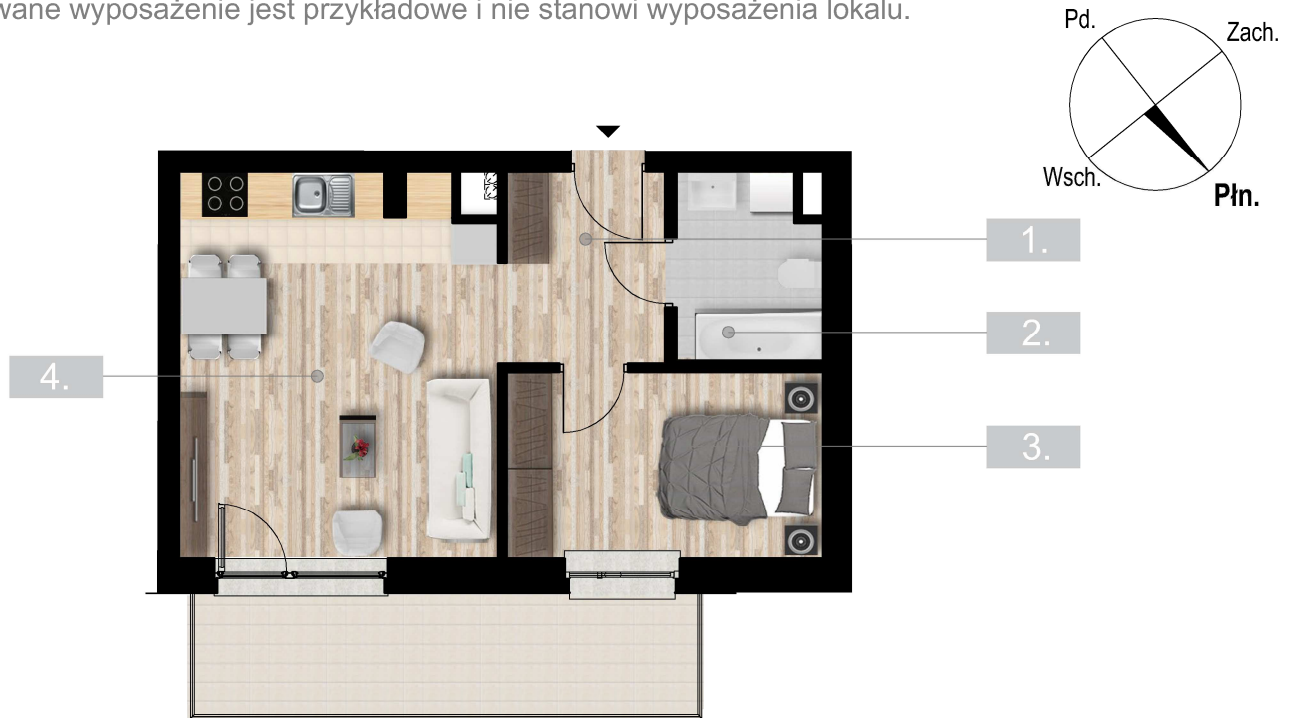 wane wyposażenie jest przykładowe i nie stanowi wyposażenia lokalu.
Pd.
Zach.
Wsch.
Płn.
1.
2.
4.
3.